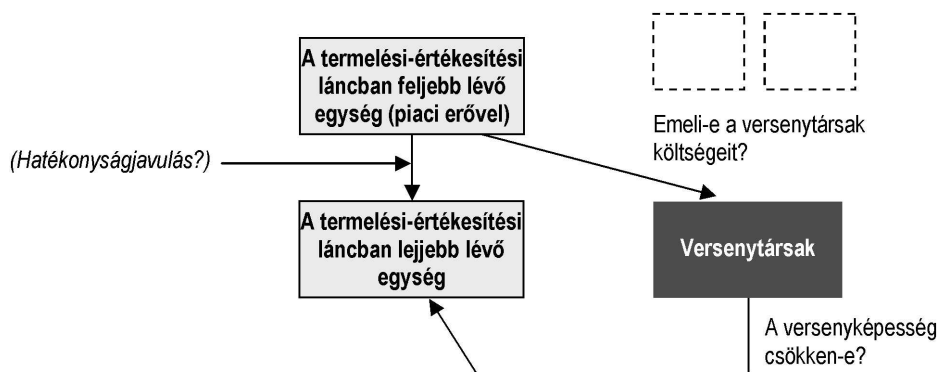 A termelési-értékesítési
láncban feljebb lévő
egység (piaci erővel)
Emeli-e a versenytársak
költségeit?
(Hatékonyságjavulás?)
A termelési-értékesítési
láncban lejjebb lévő
egység
Versenytársak
A versenyképesség
csökken-e?